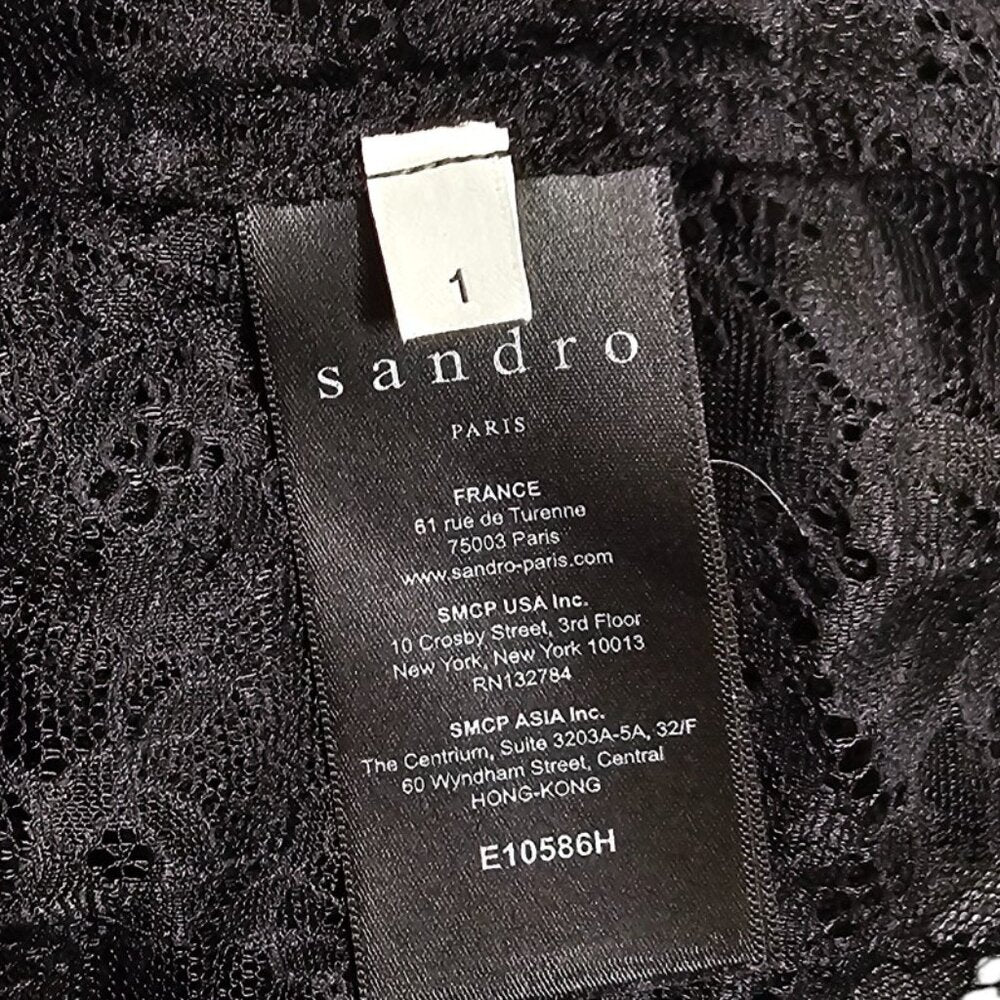 1
sandro
PARIS
FRANCE
61 rue de Turenne
75003 Paris
www.sandro-paris.com
SMCP USA Inc.
10 Crosby Street, 3rd Floor
New York, New York 10013
RN132784
SMCP ASIA Inc.
The Centrium, Suite 3203A-5A, 32/F
60 Wyndham Street, Central
HONG-KONG
E10586H